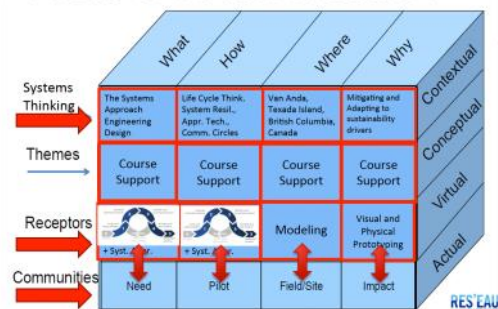 What
How
Where
Why
Contextual
Conceptual
Virtual
Actual
Systems
Thinking
The Systems
Approach
Engineering
Design
Life Cycle Think.
System Resil.,
Appr. Tech.,
Comm. Circles
Van Anda,
Texada Island,
British Columbia,
Canada
Mitigating and
Adapting to
sustainability
drivers
Themes
Course
Support
Course
Support
Course
Support
Course
Support
Receptors
+ Syst.
+ Syst.
Modeling
Visual and
Physical
Prototyping
Communities
Need
Pilot
Field/Site
Impact
RES'EAU